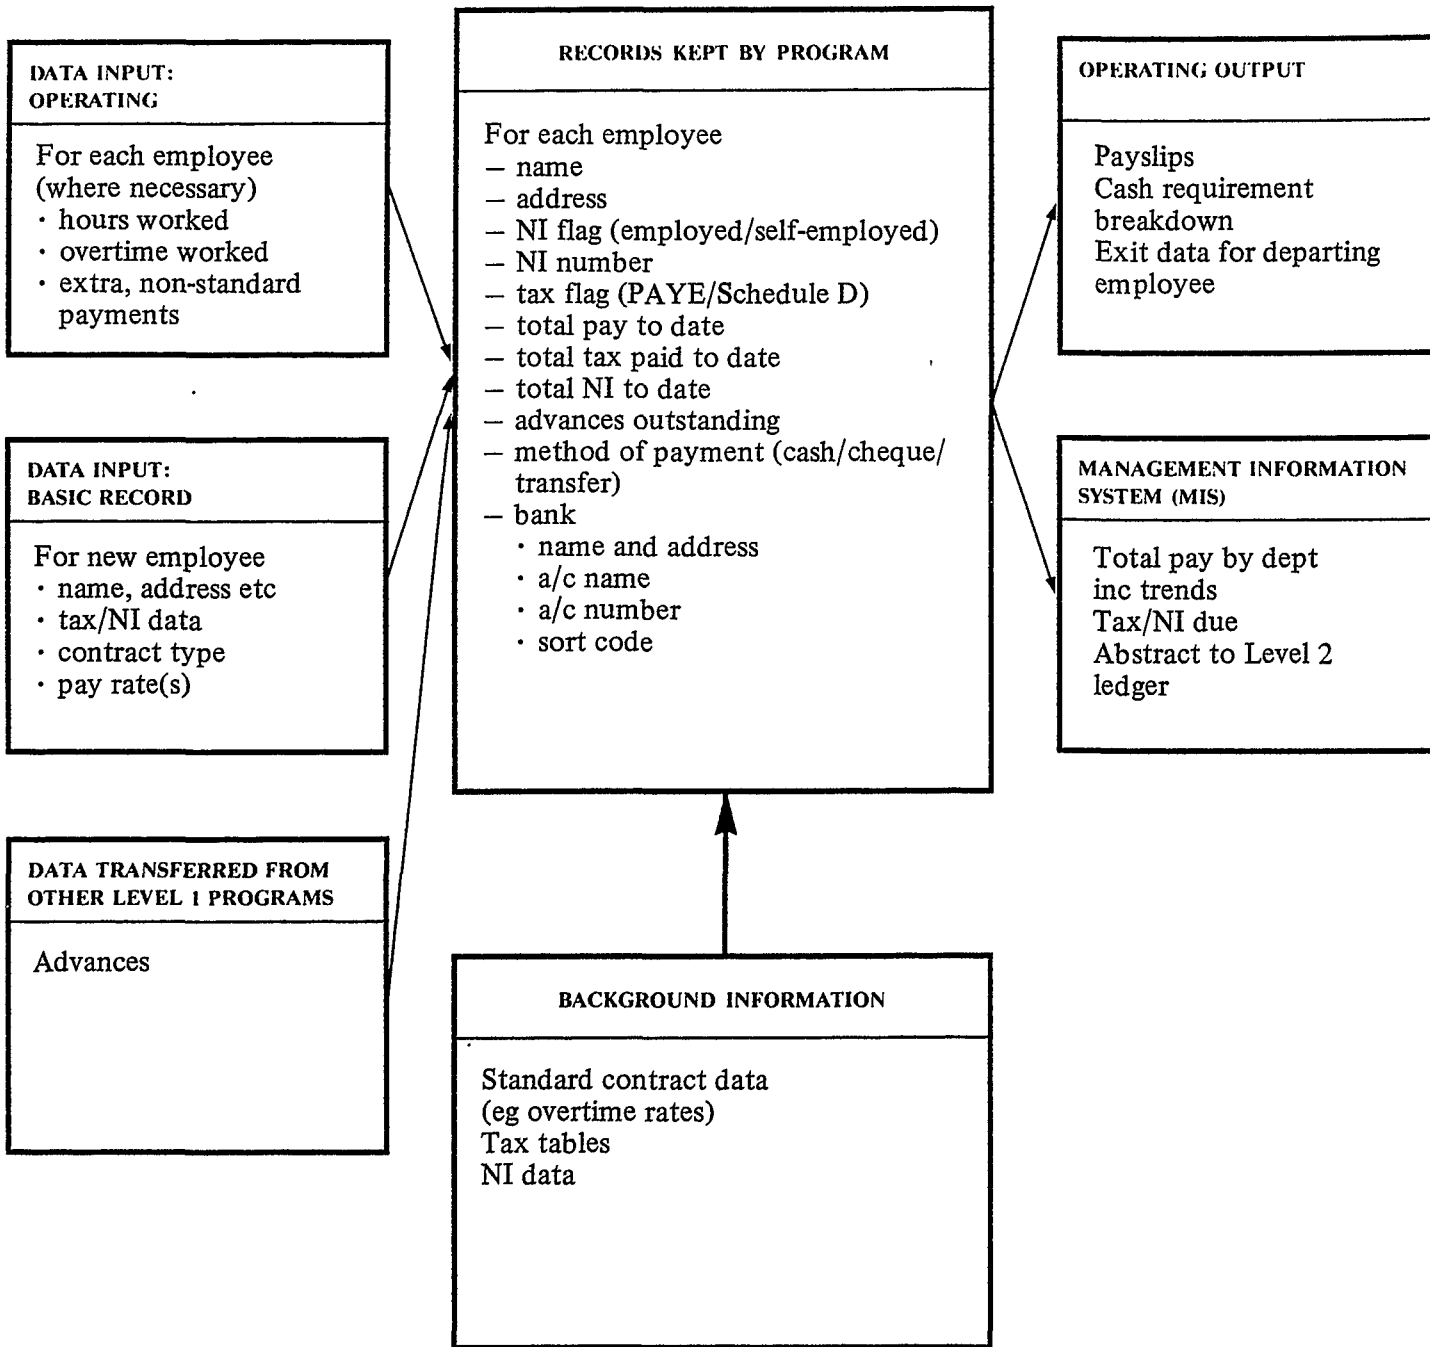 DATA INPUT:
OPERATING
For each employee
(where necessary)
· hours worked
· overtime worked
· extra, non-standard
payments
DATA INPUT:
BASIC RECORD
For new employee
· name, address etc
· tax/NI data
· contract type
· pay rate(s)
DATA TRANSFERRED FROM
OTHER LEVEL 1 PROGRAMS
Advances
RECORDS KEPT BY PROGRAM
For each employee
– name
– address
– NI flag (employed/self-employed)
– NI number
– tax flag (PAYE/Schedule D)
– total pay to date
– total tax paid to date
– total NI to date
– advances outstanding
– method of payment (cash/cheque/
transfer)
– bank
· name and address
· a/c name
· a/c number
· sort code
BACKGROUND INFORMATION
Standard contract data
(eg overtime rates)
Tax tables
NI data
OPERATING OUTPUT
Payslips
Cash requirement
breakdown
Exit data for departing
employee
MANAGEMENT INFORMATION
SYSTEM (MIS)
Total pay by dept
inc trends
Tax/NI due
Abstract to Level 2
ledger